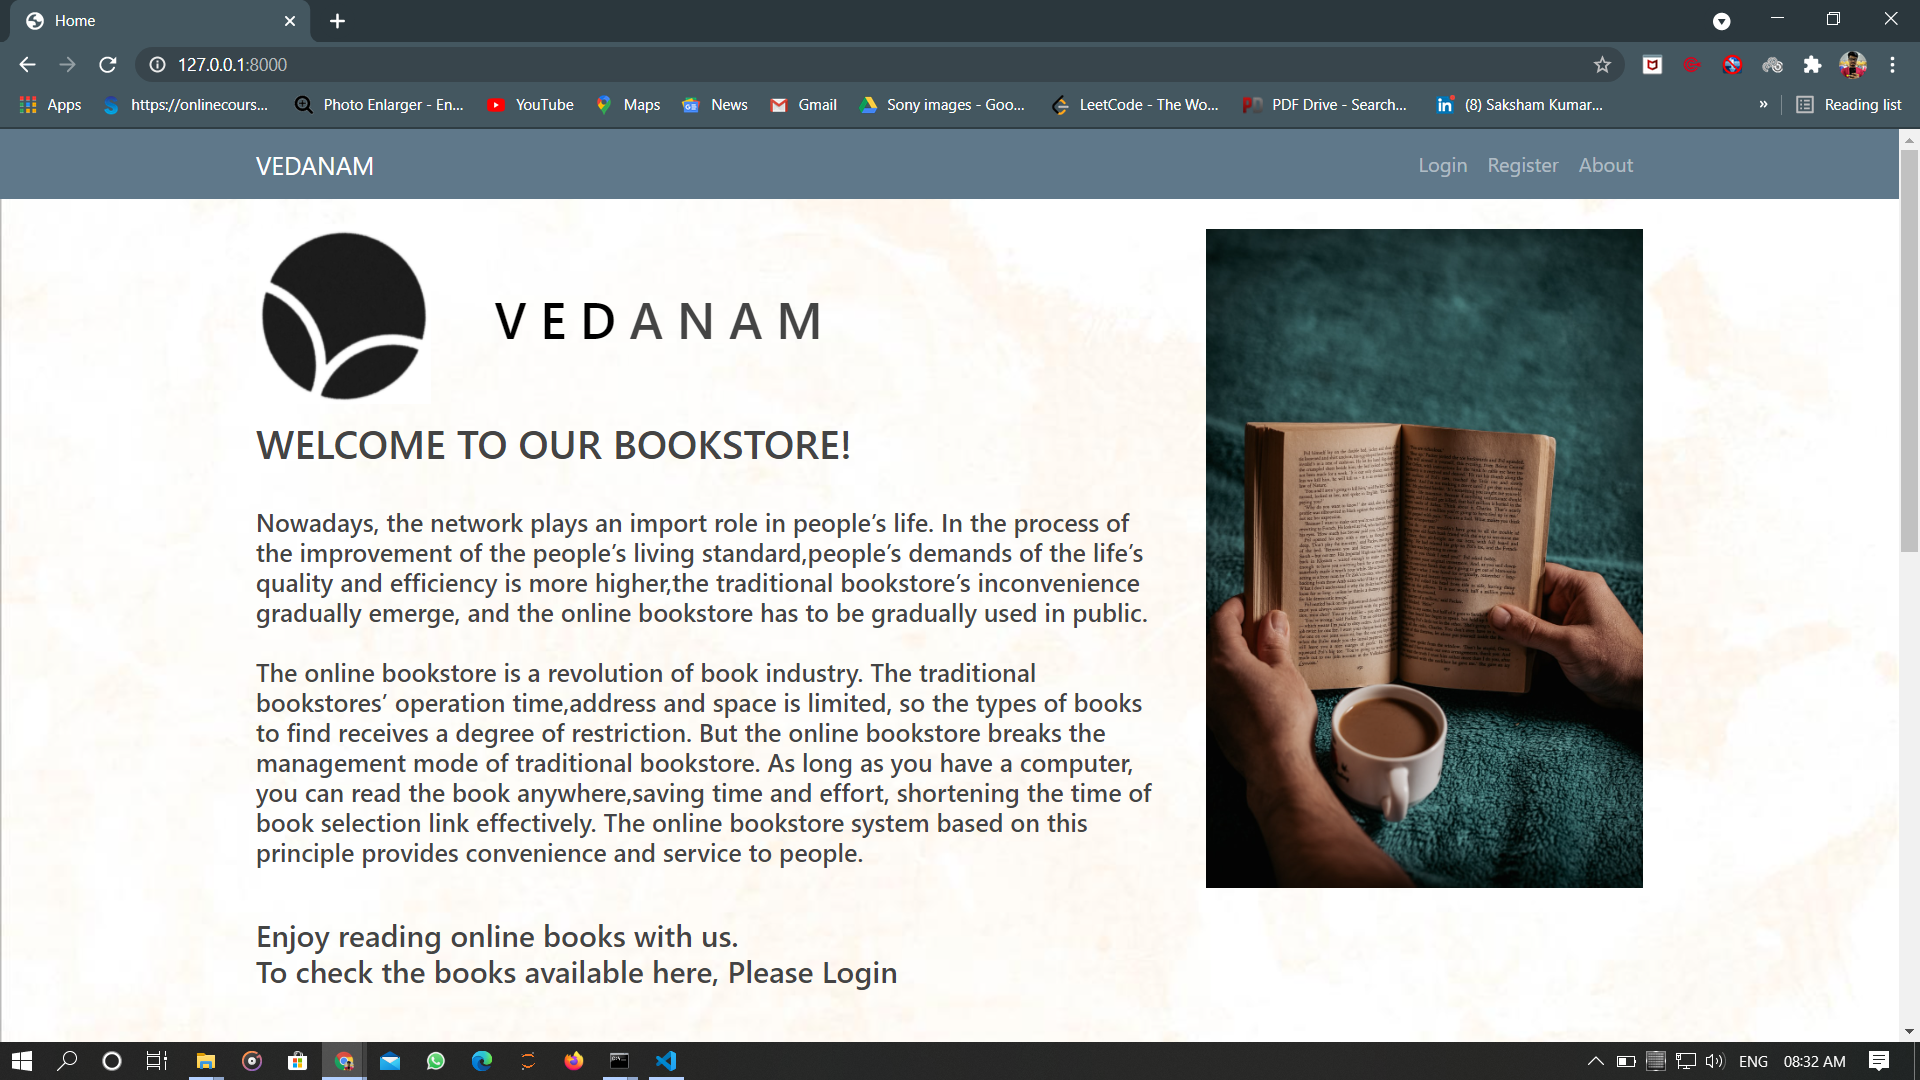 Home
127.0.0.1:8000
Apps https://onlinecours... Photo Enlarger - En... YouTube Maps News Gmail Sony images - Goo... LeetCode - The Wo... PDF Drive - Search... (8) Saksham Kumar... » Reading list
VEDANAM Login Register About
VEDANAM
WELCOME TO OUR BOOKSTORE!
Nowadays, the network plays an import role in people’s life. In the process of
the improvement of the people’s living standard,people’s demands of the life’s
quality and efficiency is more higher,the traditional bookstore’s inconvenience
gradually emerge, and the online bookstore has to be gradually used in public.
The online bookstore is a revolution of book industry. The traditional
bookstores’ operation time,address and space is limited, so the types of books
to find receives a degree of restriction. But the online bookstore breaks the
management mode of traditional bookstore. As long as you have a computer,
you can read the book anywhere,saving time and effort, shortening the time of
book selection link effectively. The online bookstore system based on this
principle provides convenience and service to people.
Enjoy reading online books with us.
To check the books available here, Please Login
ENG 08:32 AM